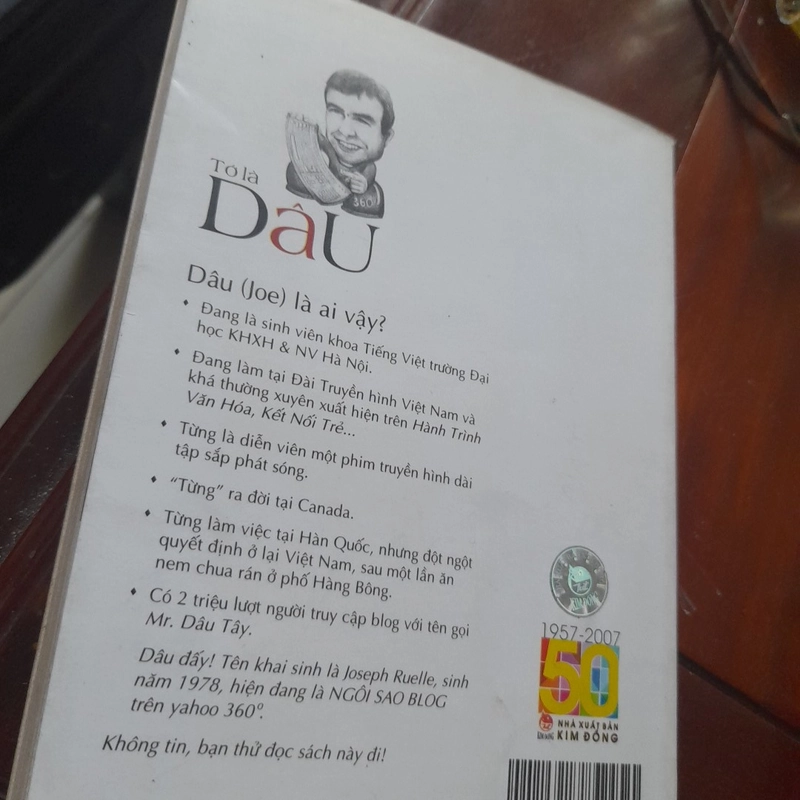 Tớ là
DâU
360°
Dâu (Joe) là ai vậy?
• Đang là sinh viên khoa Tiếng Việt trường Đại
học KHXH & NV Hà Nội.
• Đang làm tại Đài Truyền hình Việt Nam và
khá thường xuyên xuất hiện trên Hành Trình
Văn Hóa, Kết Nối Trẻ...
• Từng là diễn viên một phim truyền hình dài
tập sắp phát sóng.
• “Từng” ra đời tại Canada.
• Từng làm việc tại Hàn Quốc, nhưng đột ngột
quyết định ở lại Việt Nam, sau một lần ăn
nem chua rán ở phố Hàng Bông.
• Có 2 triệu lượt người truy cập blog với tên gọi
Mr. Dâu Tây.
Dâu đấy! Tên khai sinh là Joseph Ruelle, sinh
năm 1978, hiện đang là NGÔI SAO BLOG
trên yahoo 360°.
Không tin, bạn thử đọc sách này đi!
1957-2007
50
NHÀ XUẤT BẢN
KIM ĐỒNG